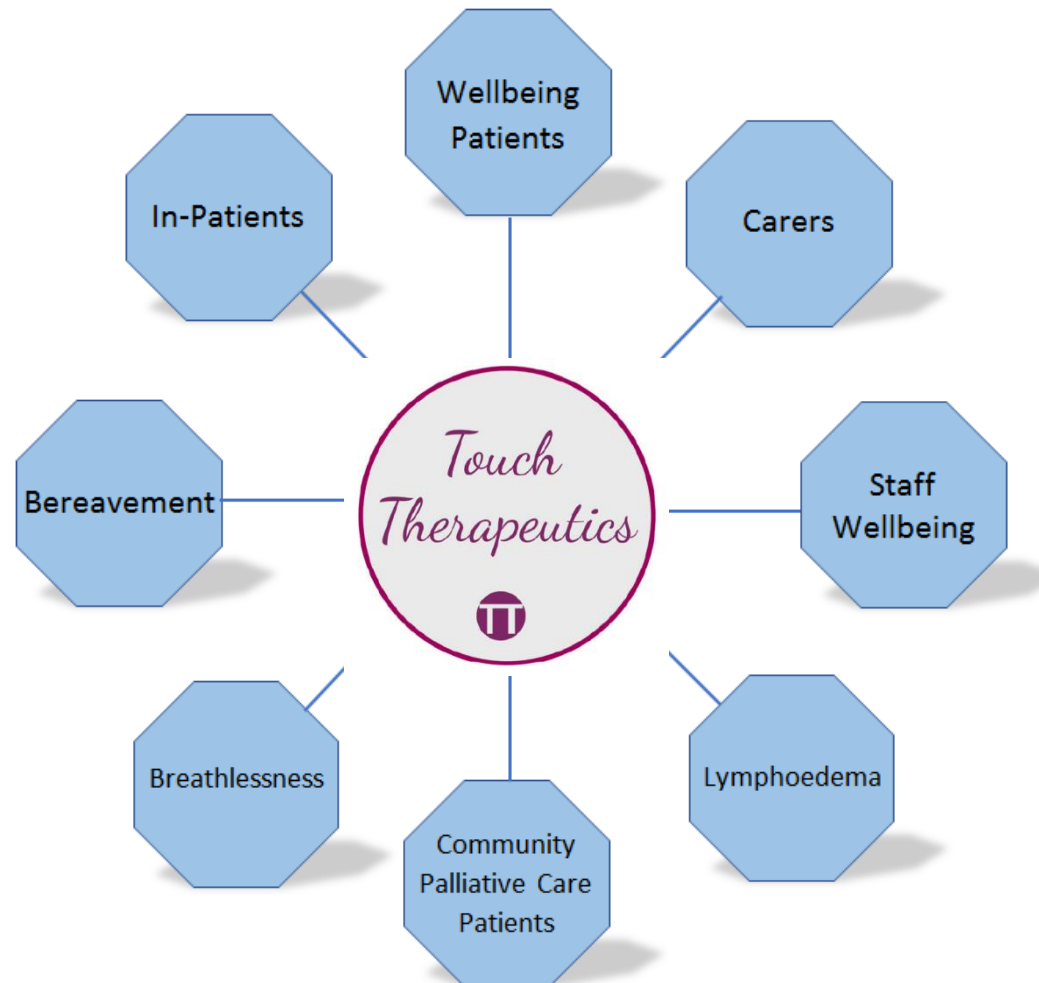 Wellbeing
Patients
In-Patients
Carers
Touch
Therapeutics
TT
Bereavement
Staff
Wellbeing
Breathlessness
Lymphoedema
Community
Palliative Care
Patients